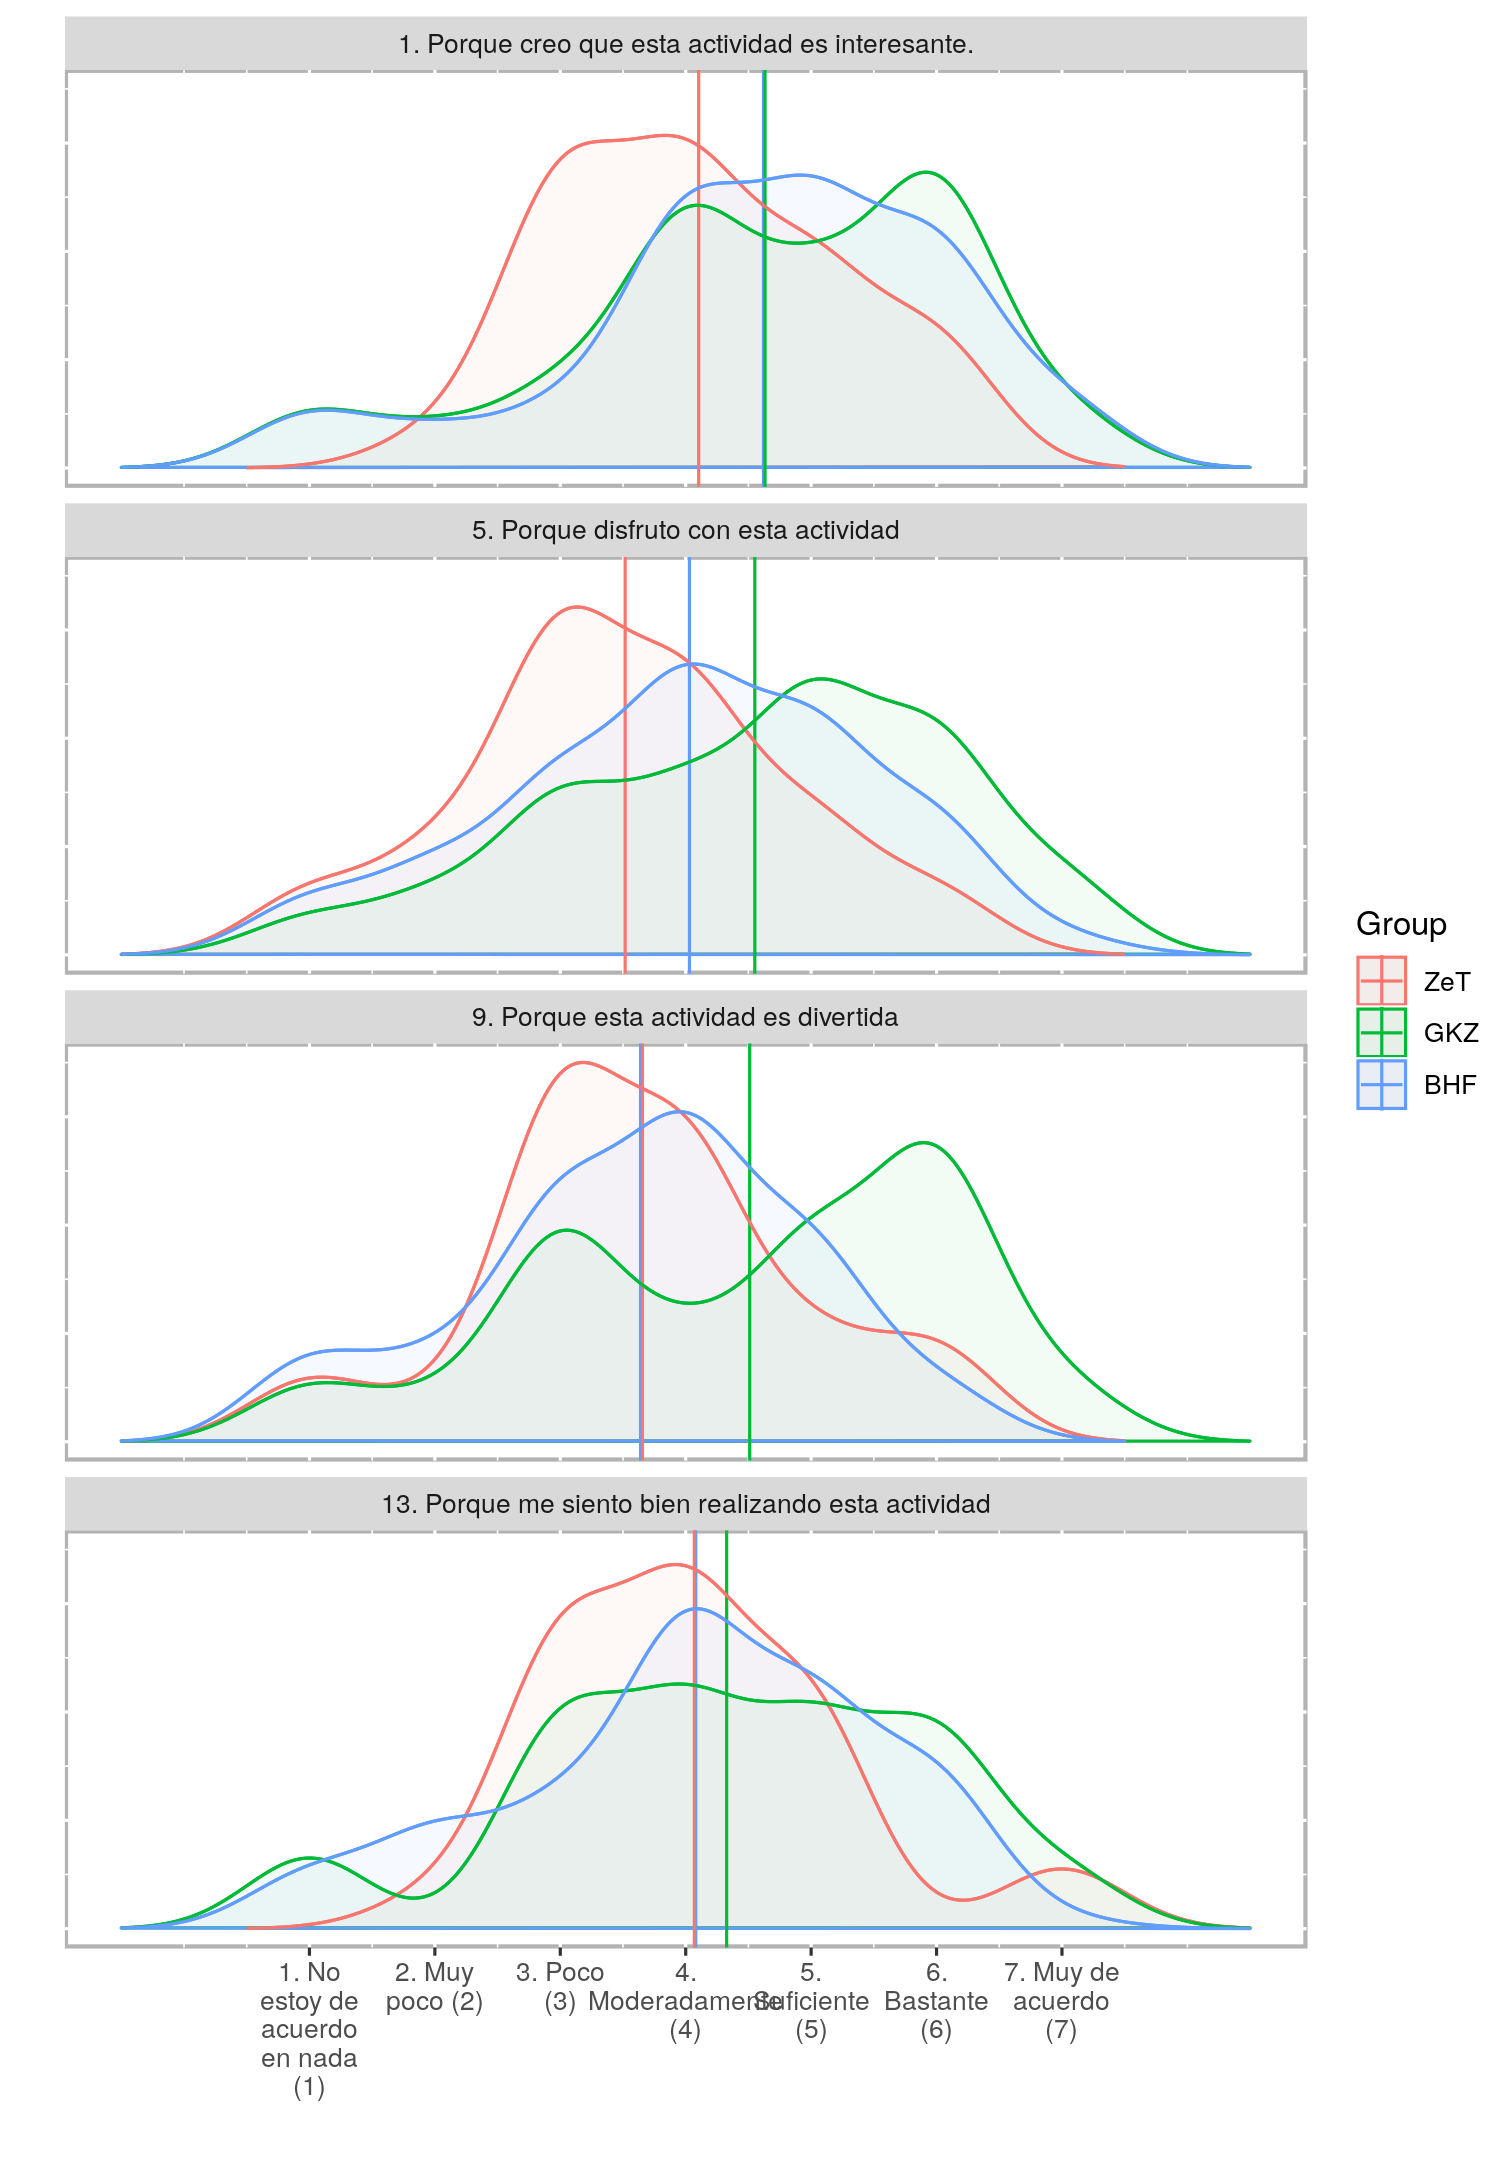 1. Porque creo que esta actividad es interesante.
5. Porque disfruto con esta actividad
9. Porque esta actividad es divertida
13. Porque me siento bien realizando esta actividad
1. No
estoy de
acuerdo
en nada
(1)
2. Muy
poco (2)
3. Poco
(3)
4.
Moderadamente
(4)
5.
Suficiente
(5)
6.
Bastante
(6)
7. Muy de
acuerdo
(7)
Group
ZeT
GKZ
BHF